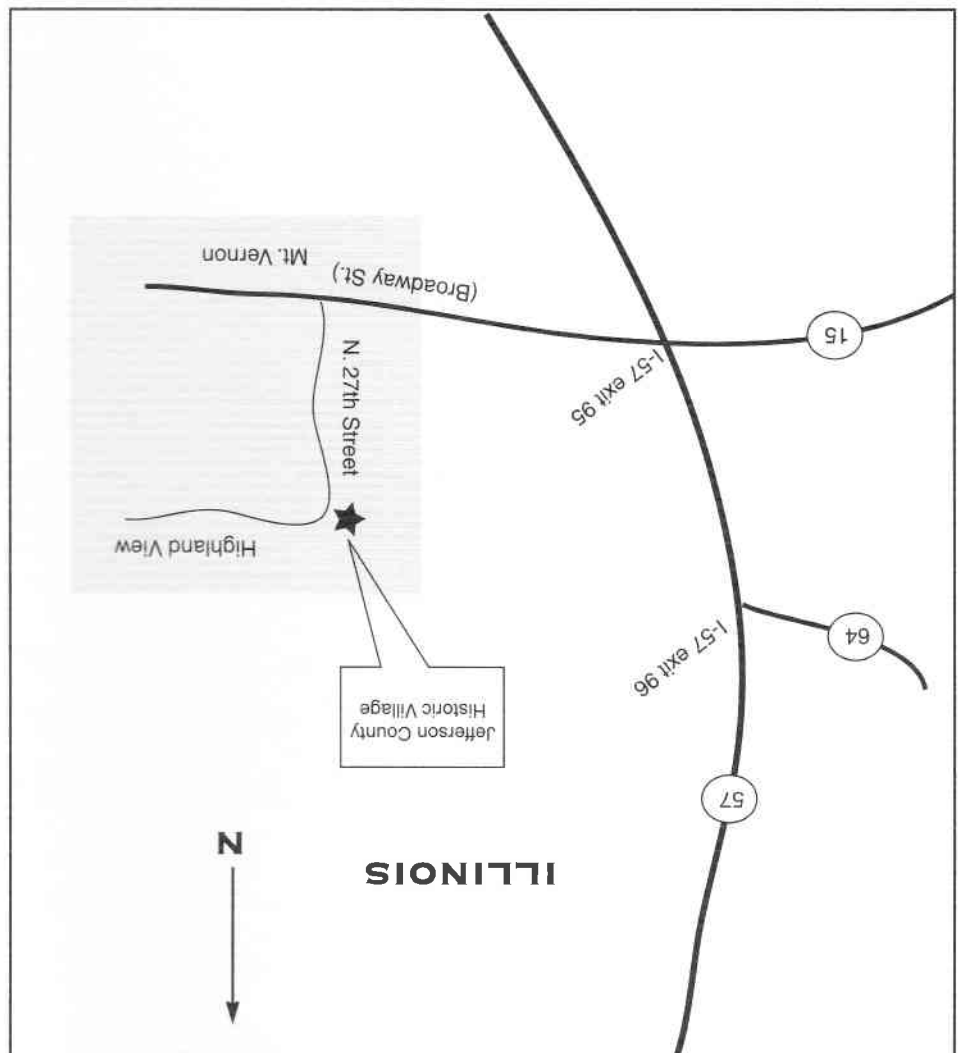 ILLINOIS
N
57
Jefferson County
Historic Village
64
I-57 exit 96
Highland View
N. 27th Street
I-57 exit 95
15
(Broadway St.)
Mt. Vernon